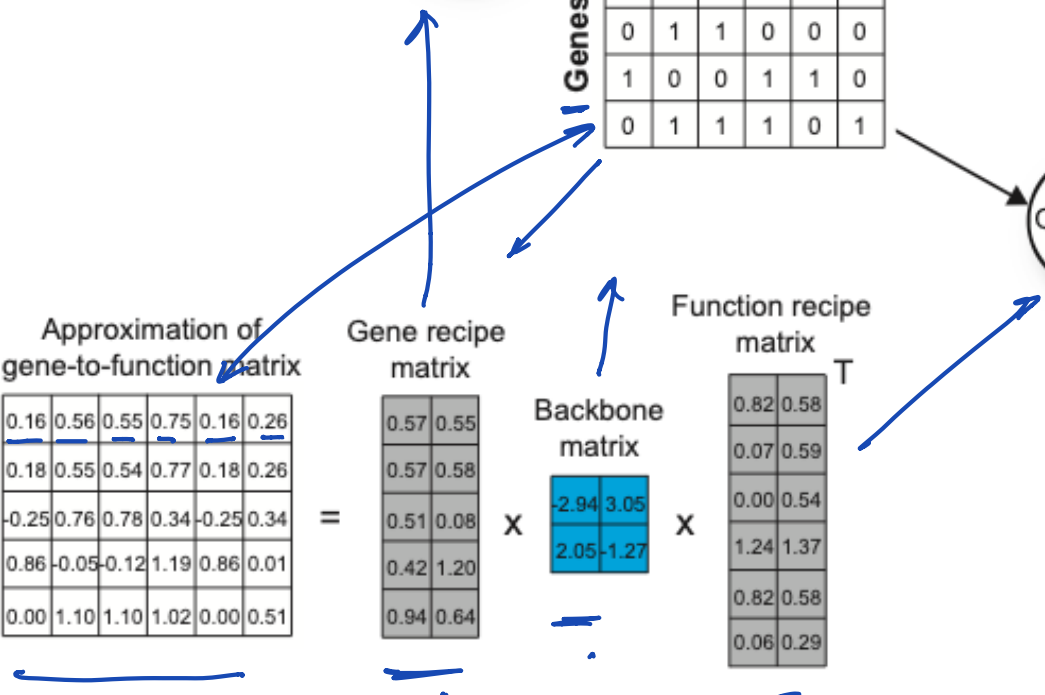 Genes
0 1 1 0 0 0
1 0 0 1 1 0
0 1 1 1 0 1
Approximation of
gene-to-function matrix
0.16 0.56 0.55 0.75 0.16 0.26
0.18 0.55 0.54 0.77 0.18 0.26
-0.25 0.76 0.78 0.34 -0.25 0.34
0.86 -0.05 -0.12 1.19 0.86 0.01
0.00 1.10 1.10 1.02 0.00 0.51
=
Gene recipe
matrix
0.57 0.55
0.57 0.58
0.51 0.08
0.42 1.20
0.94 0.64
x
Backbone
matrix
-2.94 3.05
2.05 -1.27
x
Function recipe
matrix
T
0.82 0.58
0.07 0.59
0.00 0.54
1.24 1.37
0.82 0.58
0.06 0.29